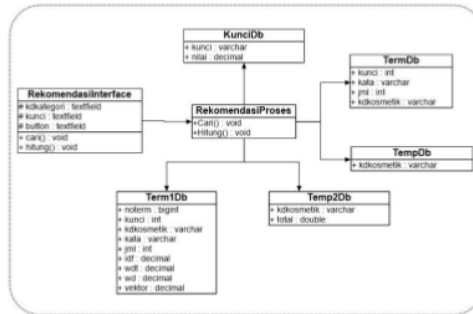 KunciDb
+ kunci : varchar
+ nilai : decimal
TermDb
+ kunci : int
+ kata : varchar
+ jml : int
+ kdkosmetik : varchar
RekomendasiInterface
# kdkategori : textfield
# kunci : textfield
# button : textfield
+ cari() : void
+ hitung() : void
RekomendasiProses
+Cari() : void
+Hitung() : void
TempDb
+ kdkosmetik : varchar
Term1Db
+ noterm : bigint
+ kunci : int
+ kdkosmetik : varchar
+ kata : varchar
+ jml : int
+ idf : decimal
+ wdt : decimal
+ wd : decimal
+ vektor : decimal
Temp2Db
+ kdkosmetik : varchar
+ total : double